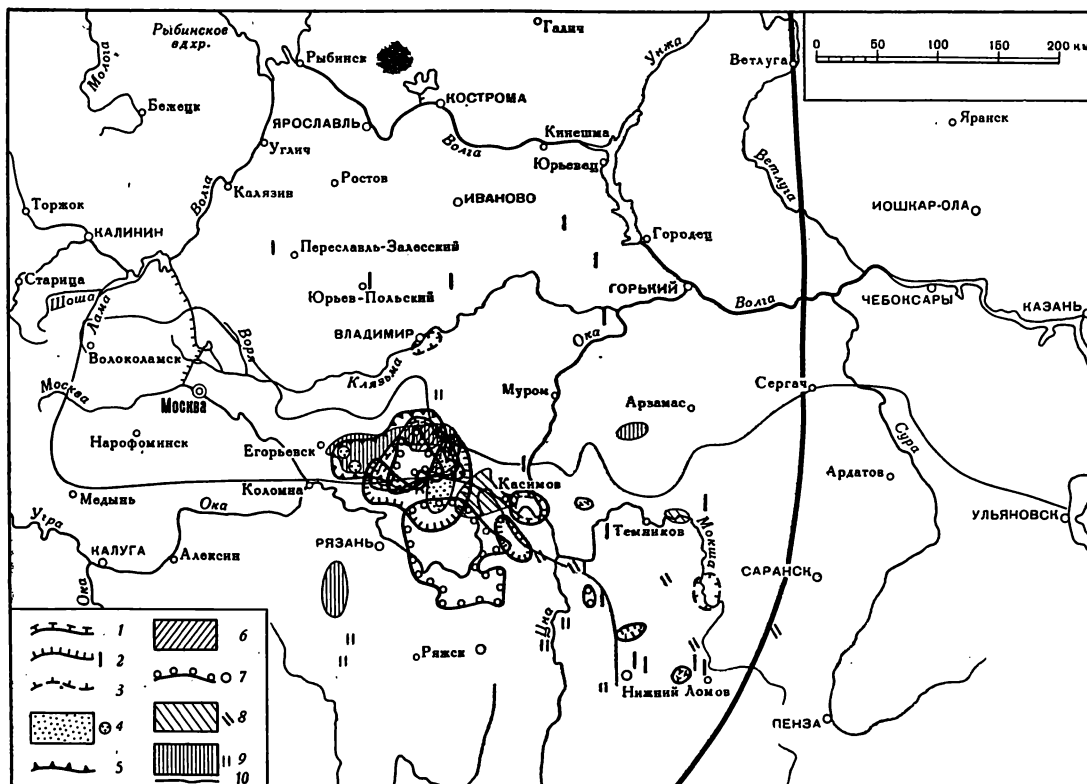 Рыбинское
вдхр.
Галич
Молога
Рыбинск
Унжа
Ветлуга
0 50 100 150 200 км
Бежецк
КОСТРОМА
ЯРОСЛАВЛЬ
Волга
Кинешма
Яранск
Углич
Юрьевец
Ветлуга
Калязин
Ростов
ИВАНОВО
Волга
Торжок
ЙОШКАР-ОЛА
КАЛИНИН
Городец
Переславль-Залесский
Старица
Шоша
Юрьев-Польский
ГОРЬКИЙ
Волга
ЧЕБОКСАРЫ
КАЗАНЬ
Лама
Воря
ВЛАДИМИР
Ока
Волоколамск
Клязьма
Москва
Москва
Муром
Арзамас
Сергач
Нарофоминск
Егорьевск
Сура
Медынь
Коломна
Касимов
Ардатов
Угра
Ока
Темников
Мокша
УЛЬЯНОВСК
КАЛУГА
Алексин
РЯЗАНЬ
САРАНСК
Ока
Цна
Ряжск
Нижний Ломов
ПЕНЗА
1
2
3
4
5
6
7
8
9
10